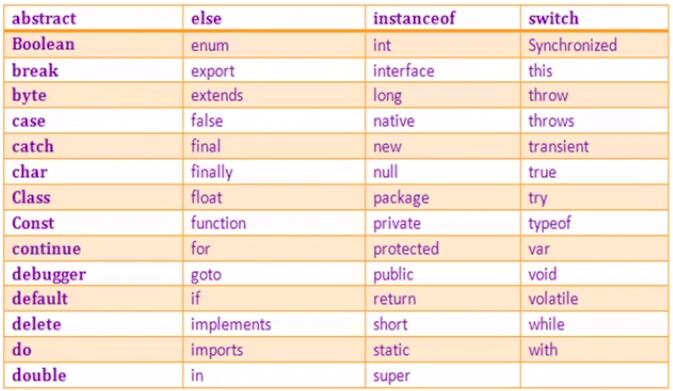 abstract else instanceof switch
Boolean enum int Synchronized
break export interface this
byte extends long throw
case false native throws
catch final new transient
char finally null true
Class float package try
Const function private typeof
continue for protected var
debugger goto public void
default if return volatile
delete implements short while
do imports static with
double in super